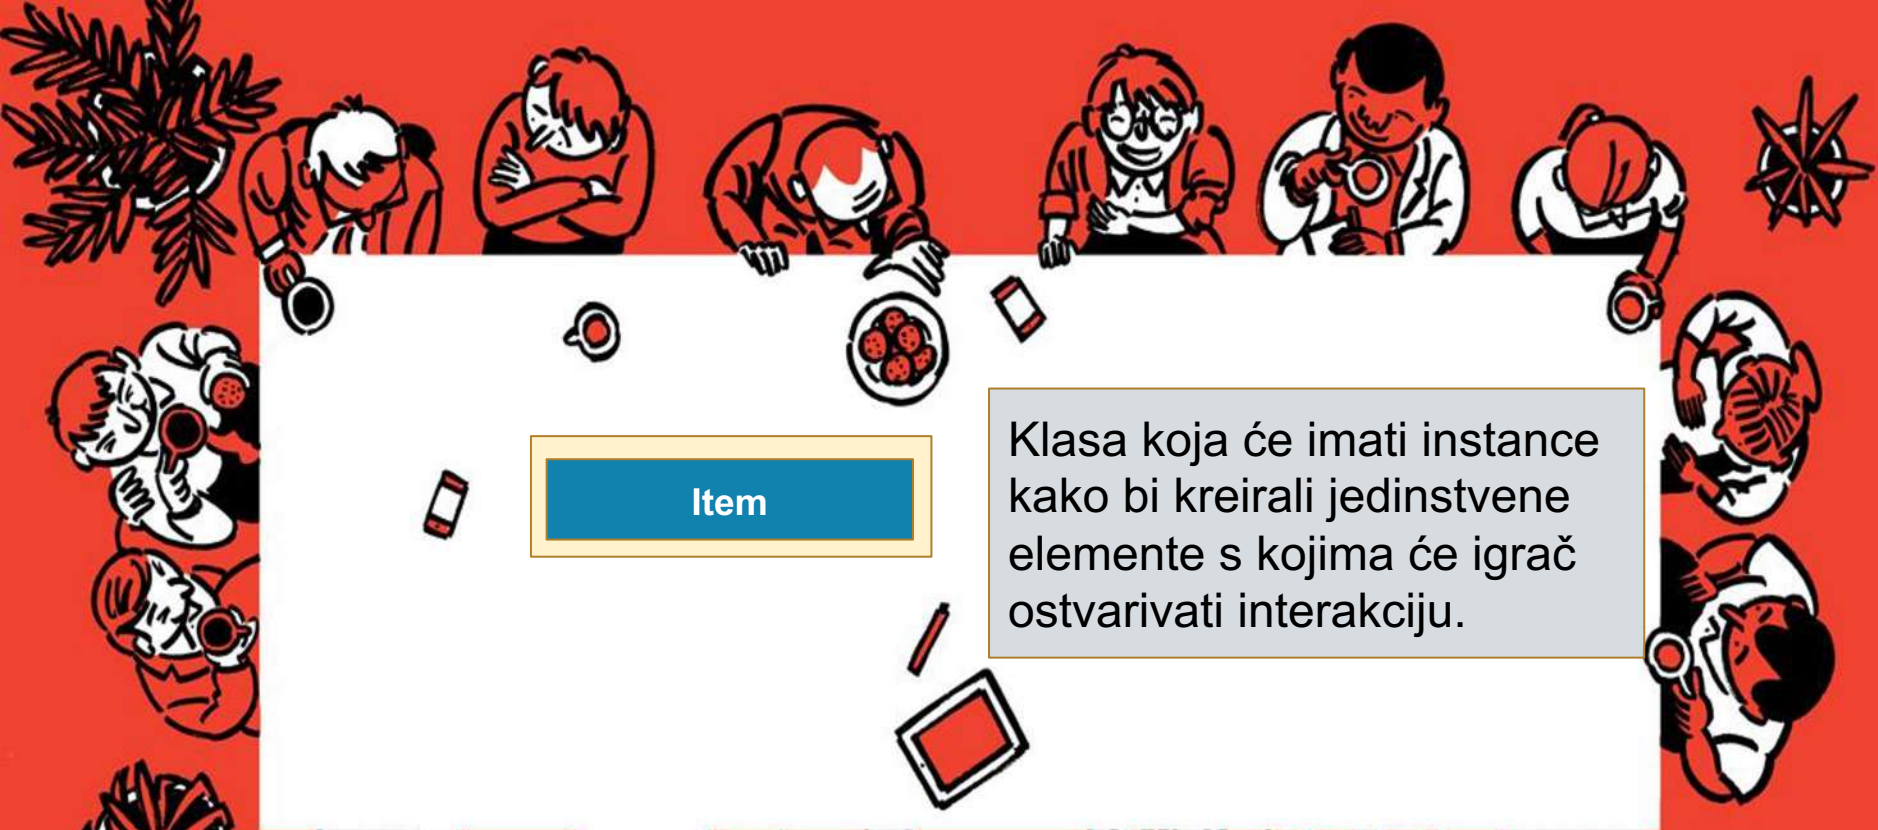 Item
Klasa koja će imati instance
kako bi kreirali jedinstvene
elemente s kojima će igrač
ostvarivati interakciju.